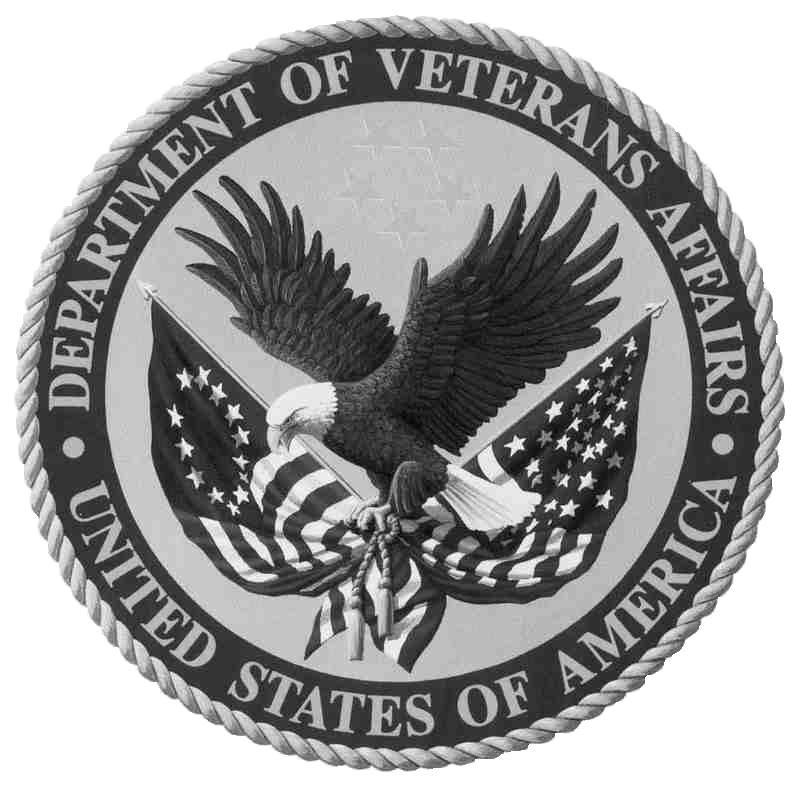 DEPARTMENT OF VETERANS AFFAIRS
UNITED STATES OF AMERICA